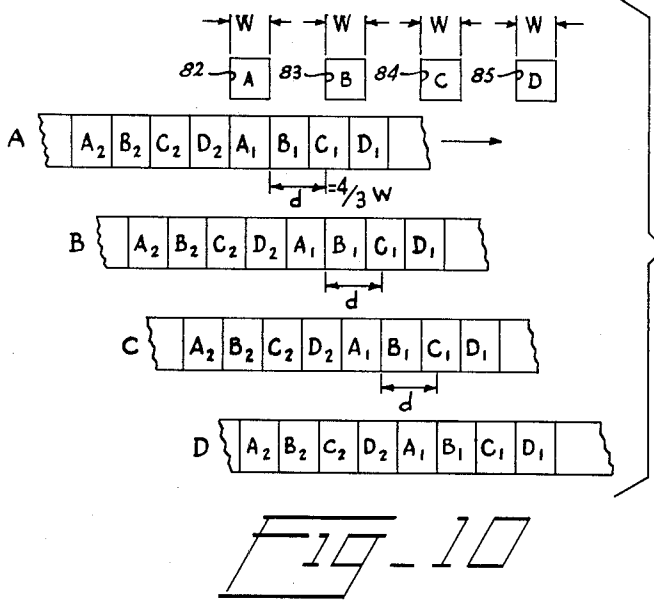 W W W W
82 A 83 B 84 C 85 D
A A₂ B₂ C₂ D₂ A₁ B₁ C₁ D₁
d =4/3 W
B A₂ B₂ C₂ D₂ A₁ B₁ C₁ D₁
d
C A₂ B₂ C₂ D₂ A₁ B₁ C₁ D₁
d
D A₂ B₂ C₂ D₂ A₁ B₁ C₁ D₁
Fig_10